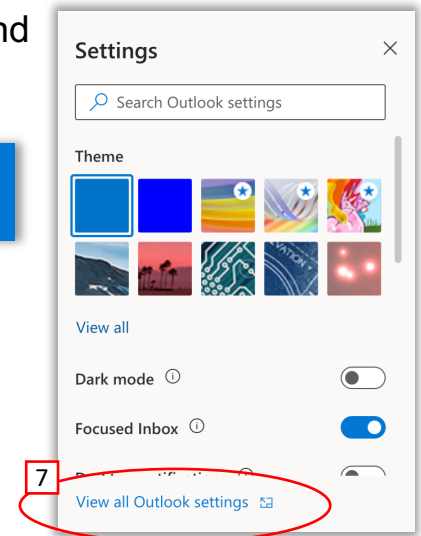 nd
Settings
Search Outlook settings
Theme
View all
Dark mode
Focused Inbox
7
View all Outlook settings